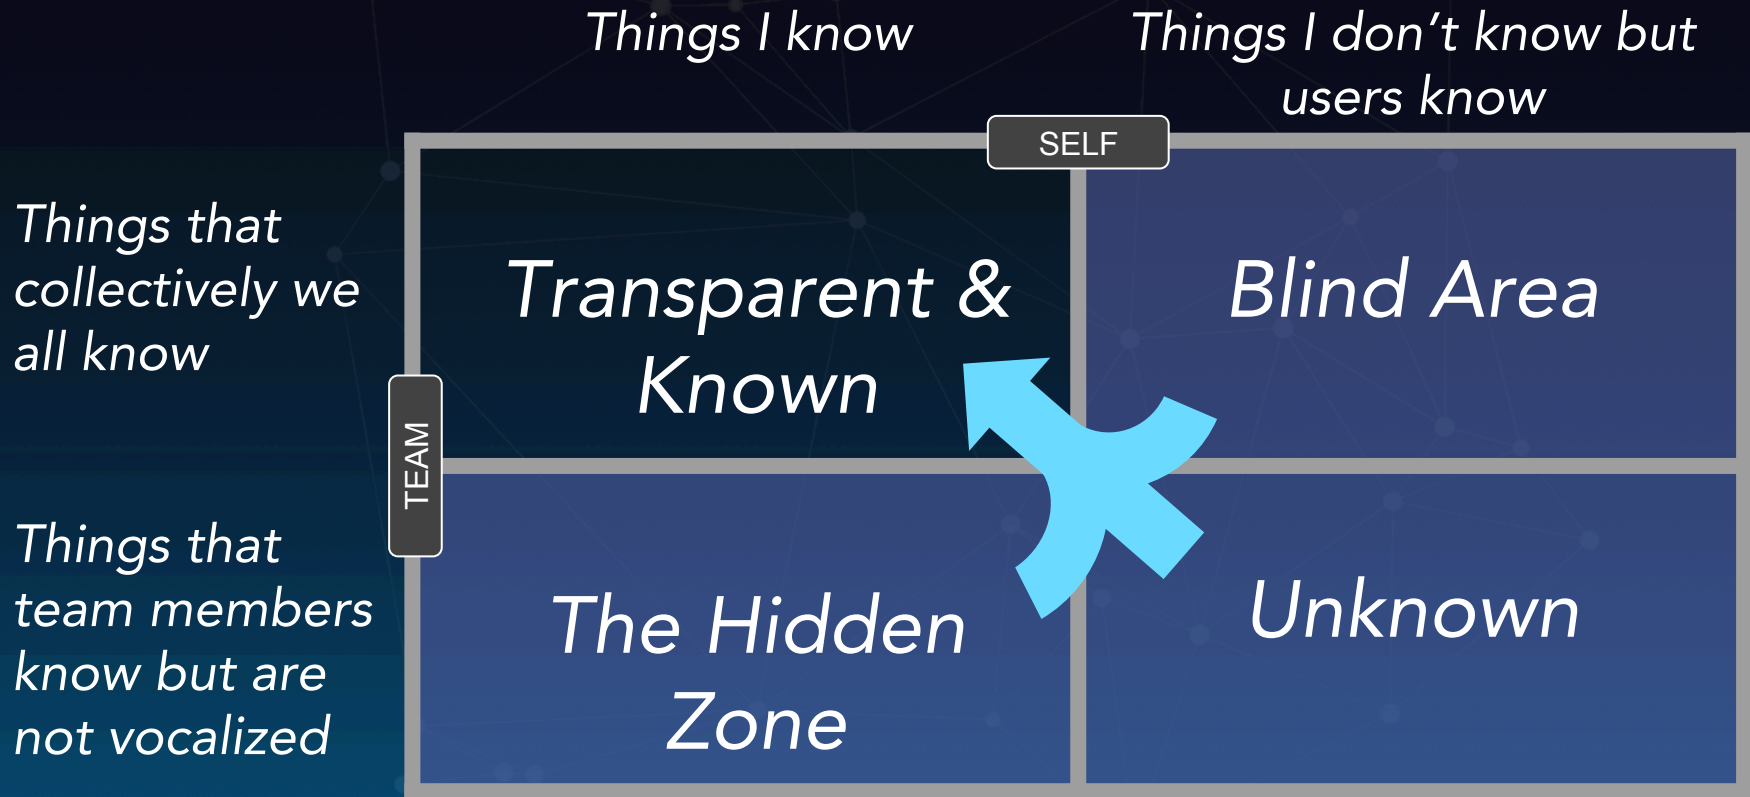 Things I know
Things I don’t know but
users know
SELF
Things that
collectively we
all know
Transparent &
Known
Blind Area
TEAM
Things that
team members
know but are
not vocalized
The Hidden
Zone
Unknown